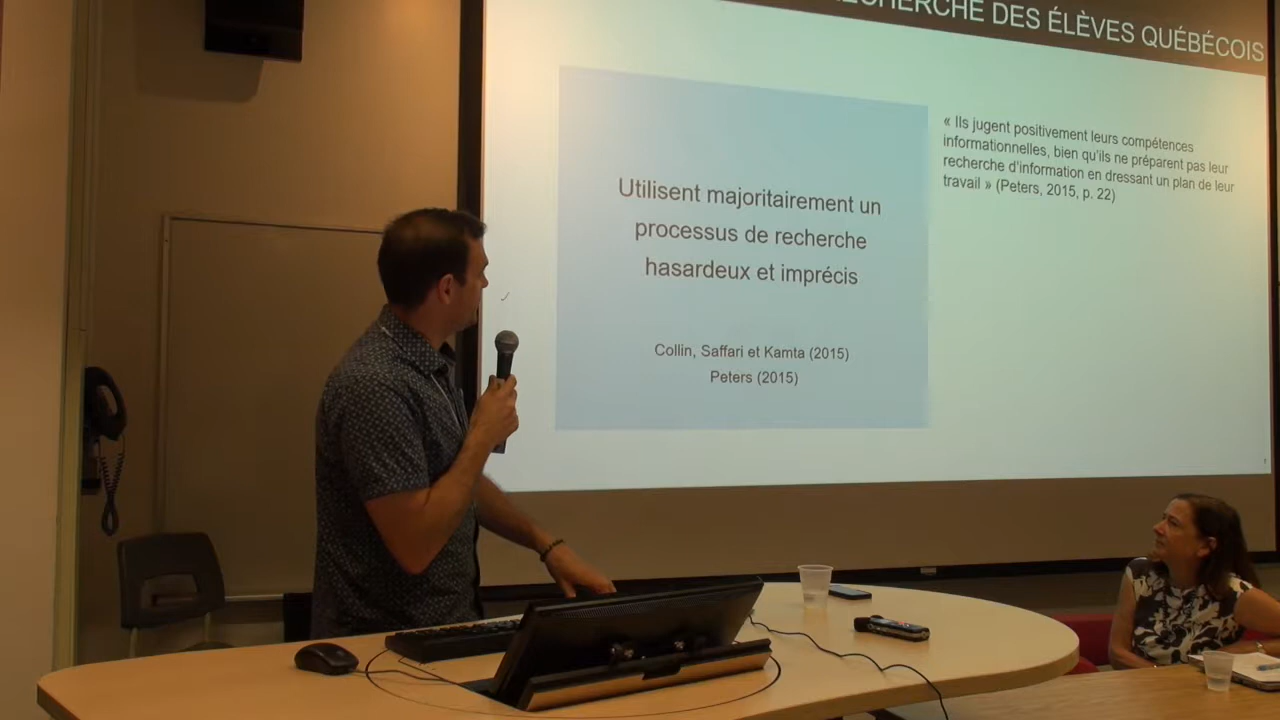 RECHERCHE DES ÉLÈVES QUÉBÉCOIS
Utilisent majoritairement un
processus de recherche
hasardeux et imprécis
Collin, Saffari et Kamta (2015)
Peters (2015)
« Ils jugent positivement leurs compétences
informationnelles, bien qu'ils ne préparent pas leur
recherche d'information en dressant un plan de leur
travail » (Peters, 2015, p. 22)